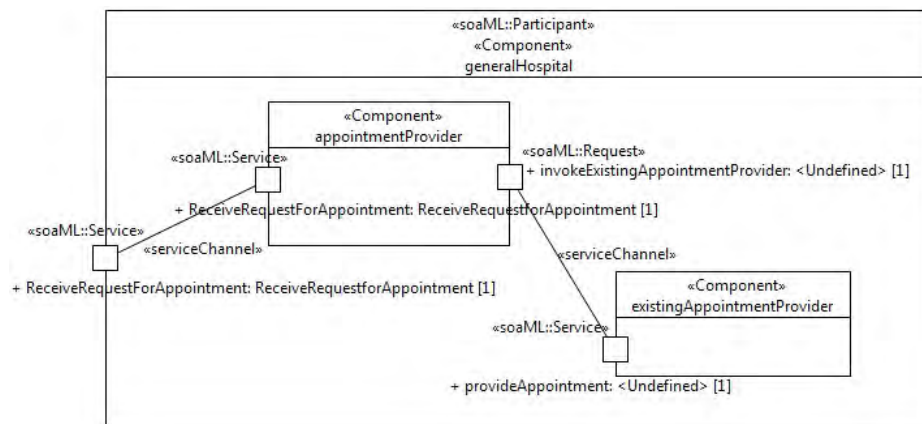 «soaML::Participant»
«Component»
generalHospital
«Component»
appointmentProvider
«soaML::Service»
«soaML::Request»
+ invokeExistingAppointmentProvider: <Undefined> [1]
+ ReceiveRequestForAppointment: ReceiveRequestforAppointment [1]
«soaML::Service»
«serviceChannel»
«serviceChannel»
+ ReceiveRequestForAppointment: ReceiveRequestforAppointment [1]
«Component»
existingAppointmentProvider
«soaML::Service»
+ provideAppointment: <Undefined> [1]